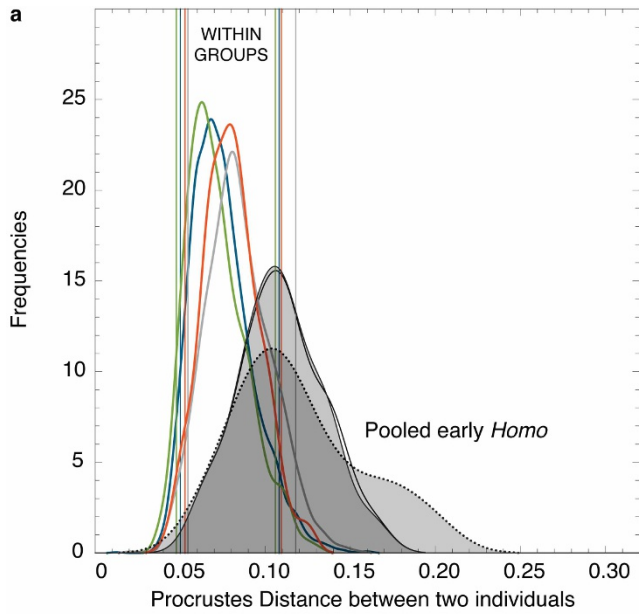 a
WITHIN
GROUPS
25
20
15
10
5
0
Frequencies
Pooled early Homo
0 0.05 0.10 0.15 0.20 0.25 0.30
Procrustes Distance between two individuals